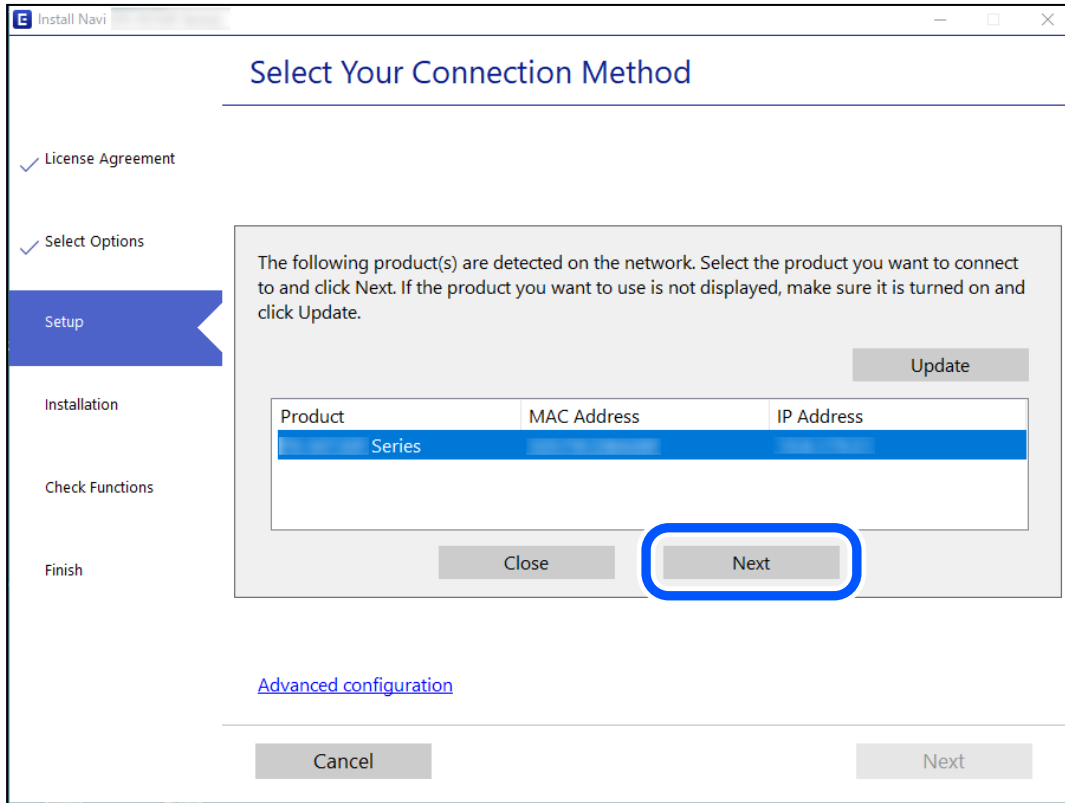 E Install Navi
Select Your Connection Method
License Agreement
Select Options
Setup
Installation
Check Functions
Finish
The following product(s) are detected on the network. Select the product you want to connect
to and click Next. If the product you want to use is not displayed, make sure it is turned on and
click Update.
Update
Product MAC Address IP Address
Series
Close Next
Advanced configuration
Cancel Next